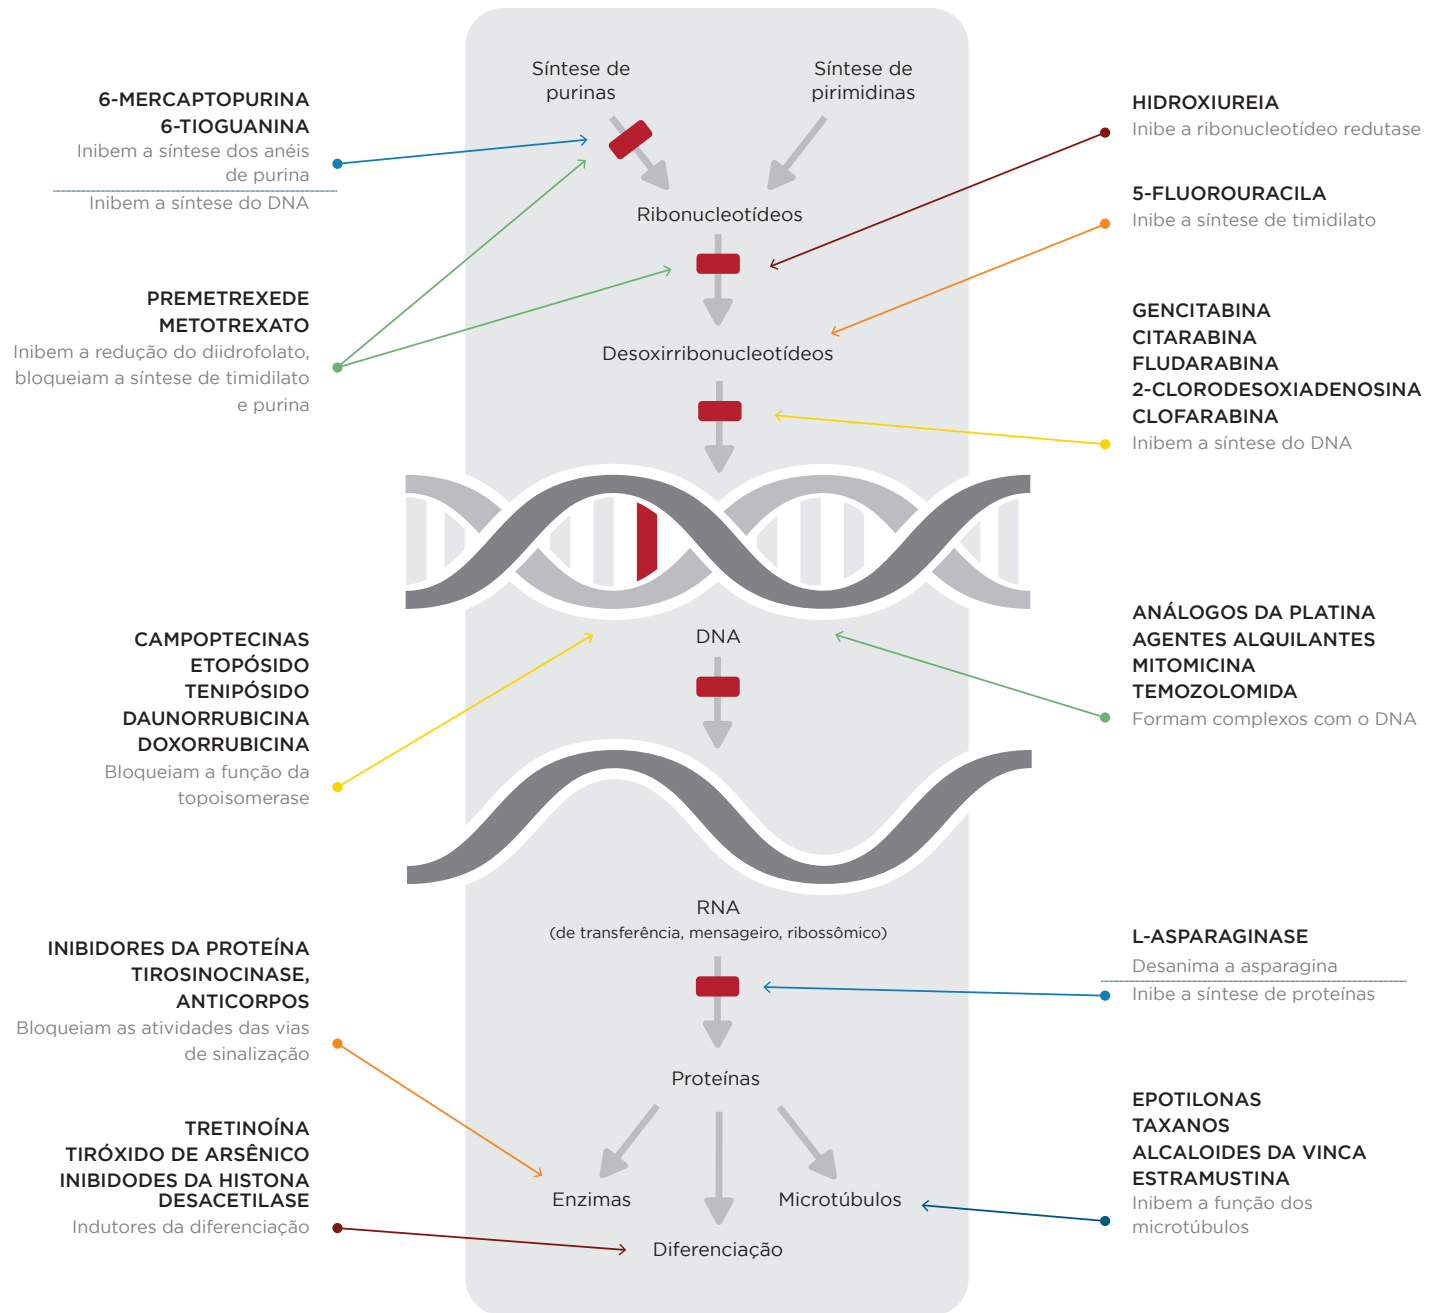 Síntese de
purinas
Síntese de
pirimidinas
6-MERCAPTOPURINA
6-TIOGUANINA
Inibem a síntese dos anéis
de purina
Inibem a síntese do DNA
HIDROXIUREIA
Inibe a ribonucleotídeo redutase
5-FLUOROURACILA
Inibe a síntese de timidilato
Ribonucleotídeos
PREMETREXEDE
METOTREXATO
Inibem a redução do diidrofolato,
bloqueiam a síntese de timidilato
e purina
GENCITABINA
CITARABINA
FLUDARABINA
2-CLORODESOXIADENOSINA
CLOFARABINA
Inibem a síntese do DNA
Desoxirribonucleotídeos
DNA
CAMPOPTECINAS
ETOPÓSIDO
TENIPÓSIDO
DAUNORRUBICINA
DOXORRUBICINA
Bloqueiam a função da
topoisomerase
ANÁLOGOS DA PLATINA
AGENTES ALQUILANTES
MITOMICINA
TEMOZOLOMIDA
Formam complexos com o DNA
RNA
(de transferência, mensageiro, ribossômico)
INIBIDORES DA PROTEÍNA
TIROSINOCINASE,
ANTICORPOS
Bloqueiam as atividades das vias
de sinalização
L-ASPARAGINASE
Desanima a asparagina
Inibe a síntese de proteínas
Proteínas
TRETINOÍNA
TIRÓXIDO DE ARSÊNICO
INIBIDODES DA HISTONA
DESACETILASE
Indutores da diferenciação
EPOTILONAS
TAXANOS
ALCALOIDES DA VINCA
ESTRAMUSTINA
Inibem a função dos
microtúbulos
Enzimas
Microtúbulos
Diferenciação